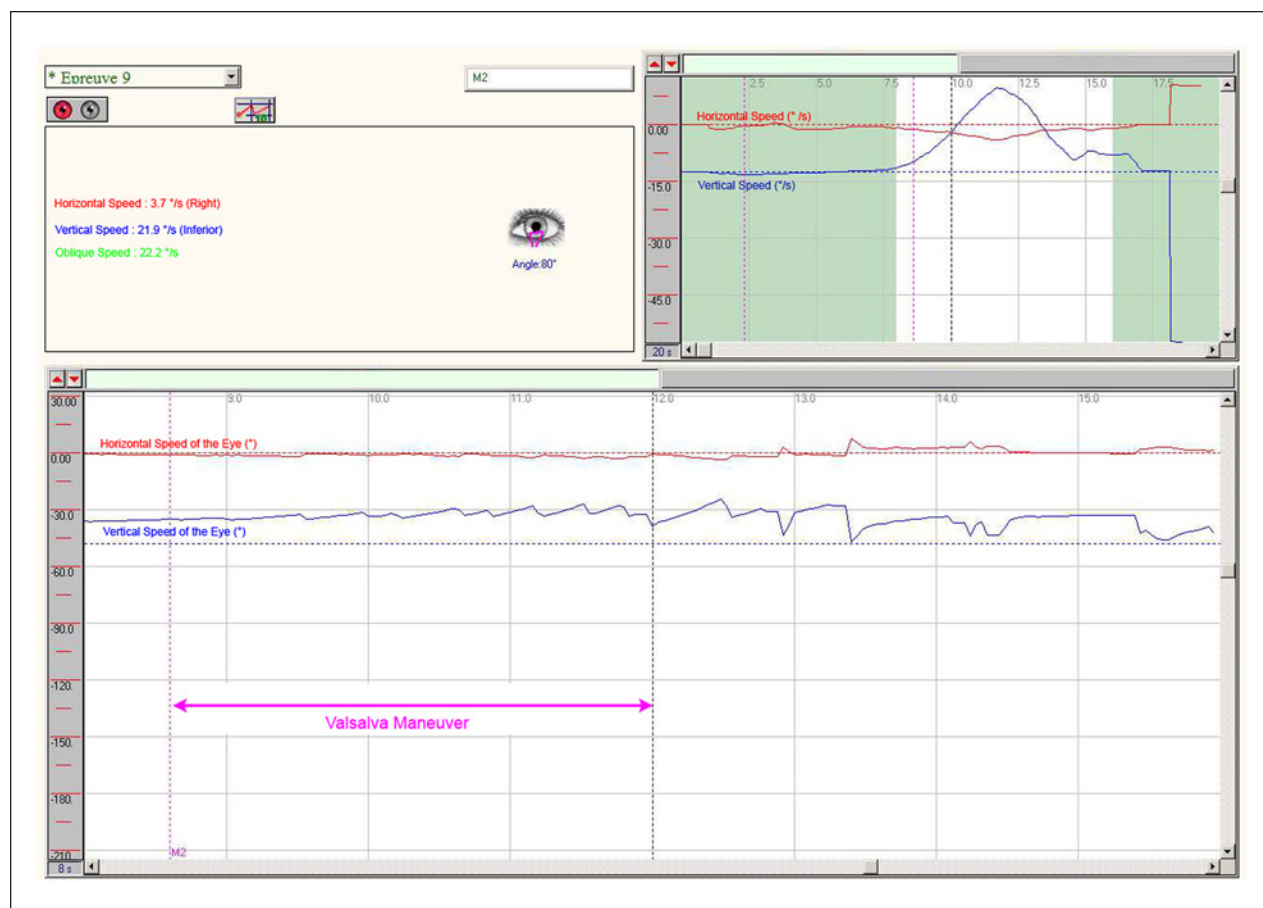 * Epreuve 9
M2
Horizontal Speed : 3.7 °/s (Right)
Vertical Speed : 21.9 °/s (Inferior)
Oblique Speed : 22.2 °/s
Angle:80°
2.5 5.0 7.5 10.0 12.5 15.0 17.5
Horizontal Speed (° /s)
0.00
Vertical Speed (°/s)
-15.0
-30.0
-45.0
20 s
30.00
9.0 10.0 11.0 12.0 13.0 14.0 15.0
Horizontal Speed of the Eye (°)
0.00
-30.0
Vertical Speed of the Eye (°)
-60.0
-90.0
-120.
Valsalva Maneuver
-150.
-180.
-210.
M2
8 s